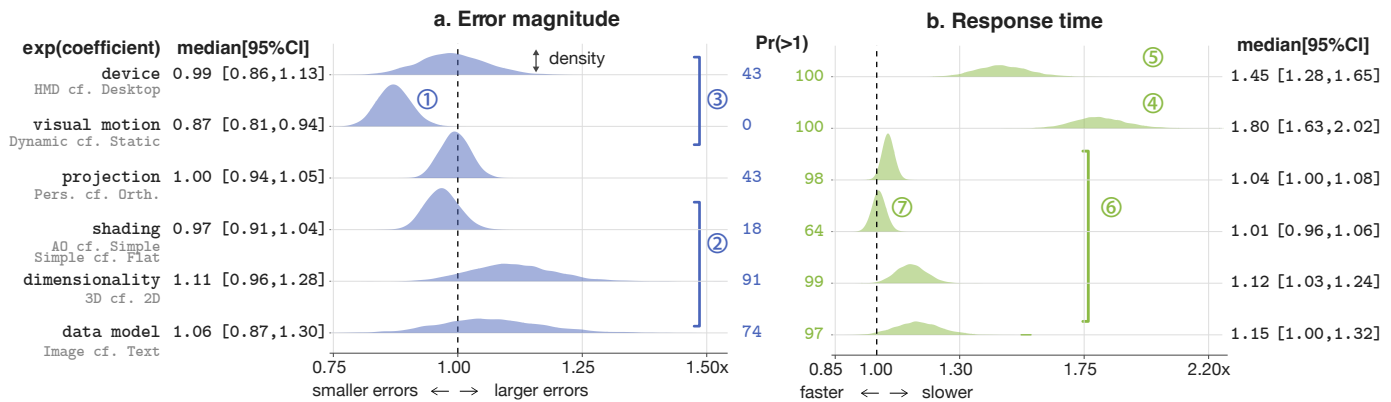 a. Error magnitude
b. Response time
exp(coefficient) median[95%CI]
Pr(>1)
median[95%CI]
density
device 0.99 [0.86,1.13]
HMD cf. Desktop
43
100
⑤
1.45 [1.28,1.65]
①
③
④
visual motion 0.87 [0.81,0.94]
Dynamic cf. Static
0
100
1.80 [1.63,2.02]
projection 1.00 [0.94,1.05]
Pers. cf. Orth.
43
98
1.04 [1.00,1.08]
⑦
⑥
shading 0.97 [0.91,1.04]
AO cf. Simple
Simple cf. Flat
18
64
1.01 [0.96,1.06]
②
dimensionality 1.11 [0.96,1.28]
3D cf. 2D
91
99
1.12 [1.03,1.24]
data model 1.06 [0.87,1.30]
Image cf. Text
74
97
1.15 [1.00,1.32]
0.75 1.00 1.25 1.50x
smaller errors ← → larger errors
0.85 1.00 1.30 1.75 2.20x
faster ← → slower